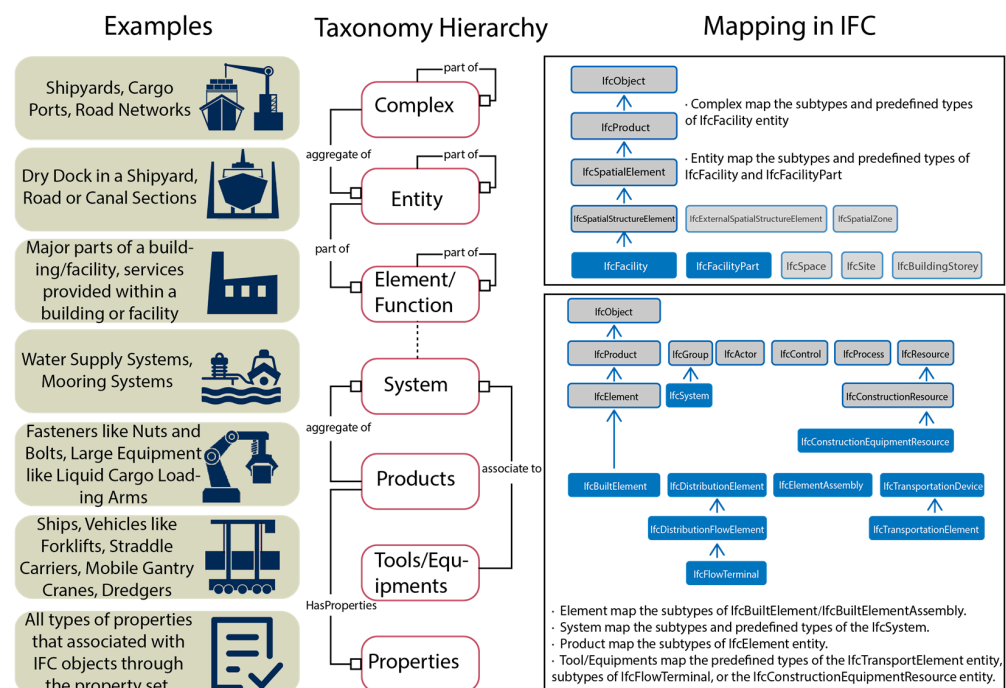 Examples
Taxonomy Hierarchy
Mapping in IFC
Shipyards, Cargo
Ports, Road Networks
Dry Dock in a Shipyard,
Road or Canal Sections
Major parts of a build-
ing/facility, services
provided within a
building or facility
Water Supply Systems,
Mooring Systems
Fasteners like Nuts and
Bolts, Large Equipment
like Liquid Cargo Load-
ing Arms
Ships, Vehicles like
Forklifts, Straddle
Carriers, Mobile Gantry
Cranes, Dredgers
All types of properties
that associated with
IFC objects through
the property set
part of
Complex
aggregate of
part of
Entity
part of
part of
Element/
Function
System
aggregate of
Products
associate to
Tools/Equ-
ipments
HasProperties
Properties
IfcObject
IfcProduct
IfcSpatialElement
IfcSpatialStructureElement
IfcExternalSpatialStructureElement
IfcSpatialZone
IfcFacility
IfcFacilityPart
IfcSpace
IfcSite
IfcBuildingStorey
· Complex map the subtypes and predefined types
of IfcFacility entity
· Entity map the subtypes and predefined types of
IfcFacility and IfcFacilityPart
IfcObject
IfcProduct
IfcGroup
IfcActor
IfcControl
IfcProcess
IfcResource
IfcElement
IfcSystem
IfcConstructionResource
IfcConstructionEquipmentResource
IfcBuiltElement
IfcDistributionElement
IfcElementAssembly
IfcTransportationDevice
IfcDistributionFlowElement
IfcTransportationElement
IfcFlowTerminal
· Element map the subtypes of IfcBuiltElement/IfcBuiltElementAssembly.
· System map the subtypes and predefined types of the IfcSystem.
· Product map the subtypes of IfcElement entity.
· Tool/Equipments map the predefined types of the IfcTransportElement entity,
subtypes of IfcFlowTerminal, or the IfcConstructionEquipmentResource entity.